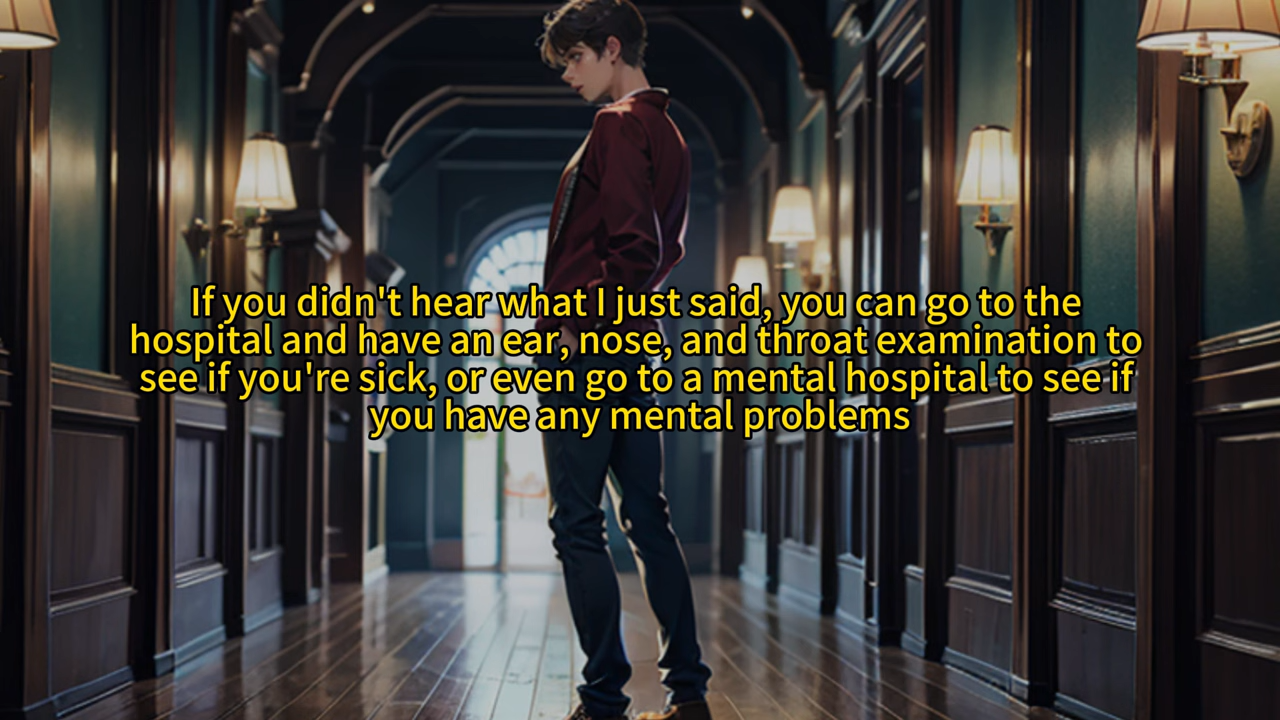 If you didn't hear what I just said, you can go to the
hospital and have an ear, nose, and throat examination to
see if you're sick, or even go to a mental hospital to see if
you have any mental problems